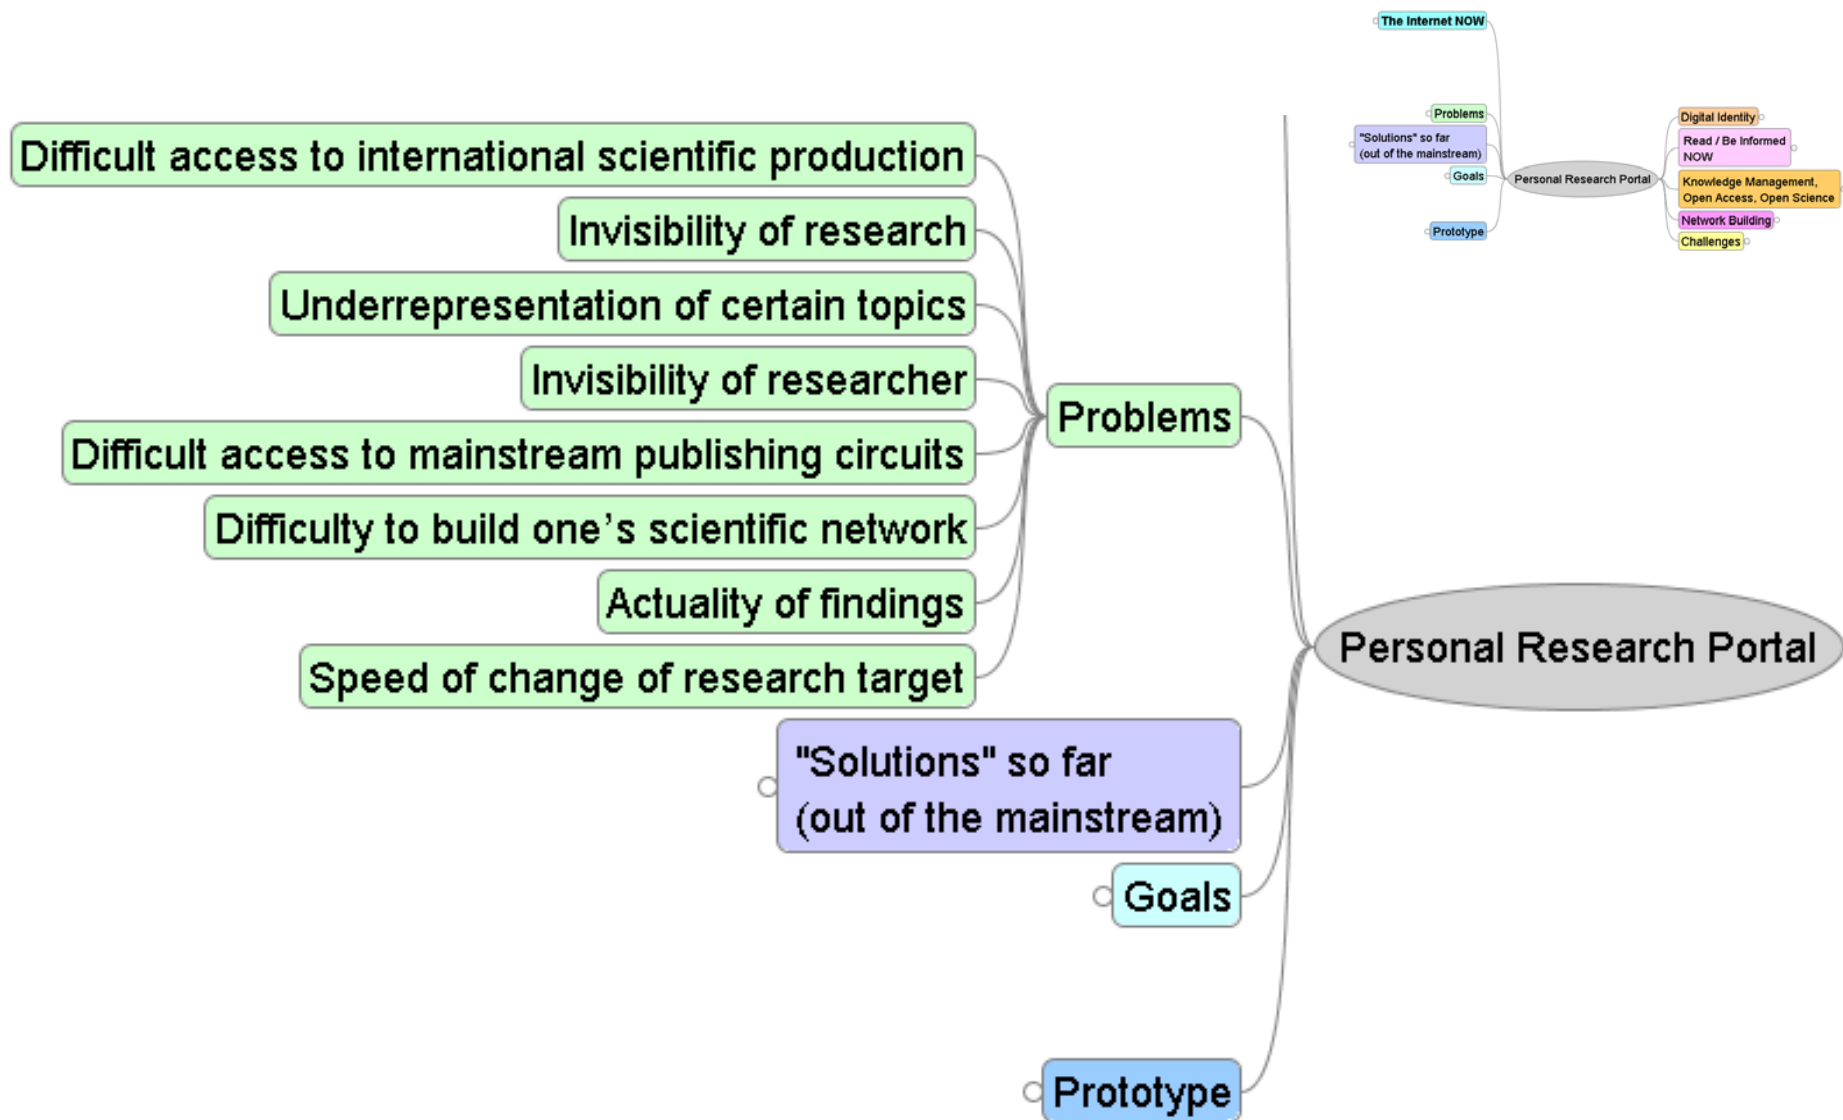 The Internet NOW
Problems
"Solutions" so far
(out of the mainstream)
Goals
Prototype
Personal Research Portal
Digital Identity
Read / Be Informed
NOW
Knowledge Management,
Open Access, Open Science
Network Building
Challenges
Difficult access to international scientific production
Invisibility of research
Underrepresentation of certain topics
Invisibility of researcher
Difficult access to mainstream publishing circuits
Difficulty to build one’s scientific network
Actuality of findings
Speed of change of research target
Problems
"Solutions" so far
(out of the mainstream)
Goals
Prototype
Personal Research Portal